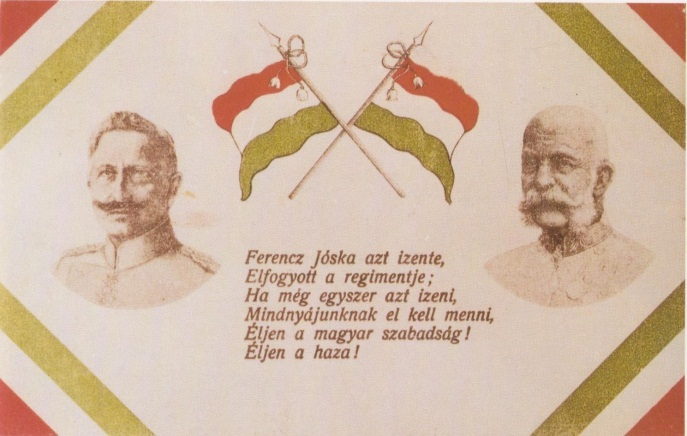 Ferencz Jóska azt izente,
Elfogyott a regimentje;
Ha még egyszer azt izeni,
Mindnyájunknak el kell menni,
Éljen a magyar szabadság!
Éljen a haza!